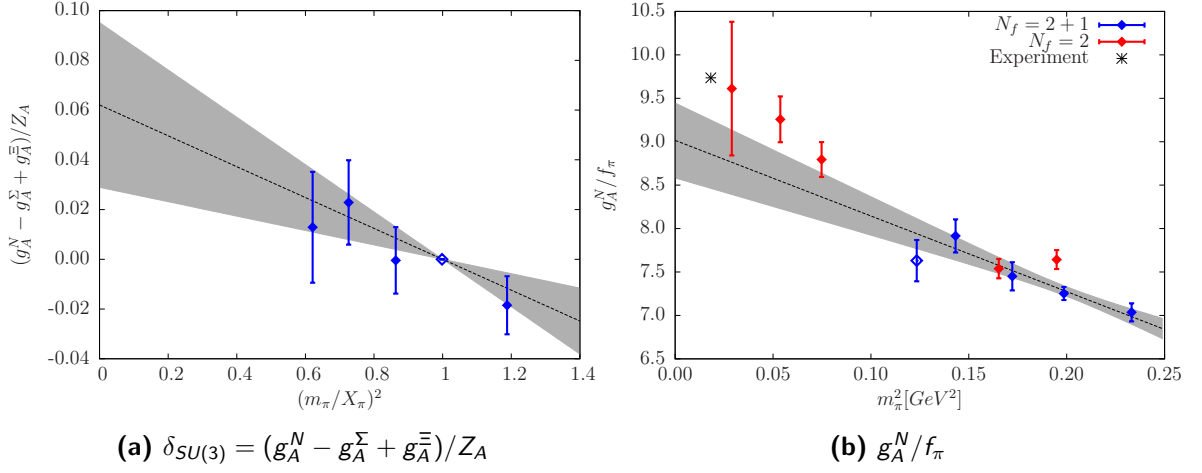 0.10
0.08
0.06
0.04
0.02
0.00
-0.02
-0.04
(g_A^N − g_A^Σ + g_A^Ξ)/Z_A
0 0.2 0.4 0.6 0.8 1 1.2 1.4
(m_π/X_π)^2
(a) δ_{SU(3)} = (g_A^N − g_A^Σ + g_A^Ξ)/Z_A
10.5
10.0
9.5
9.0
8.5
8.0
7.5
7.0
6.5
g_A^N/f_π
N_f = 2 + 1
N_f = 2
Experiment
0.00 0.05 0.10 0.15 0.20 0.25
m_π^2[GeV^2]
(b) g_A^N/f_π